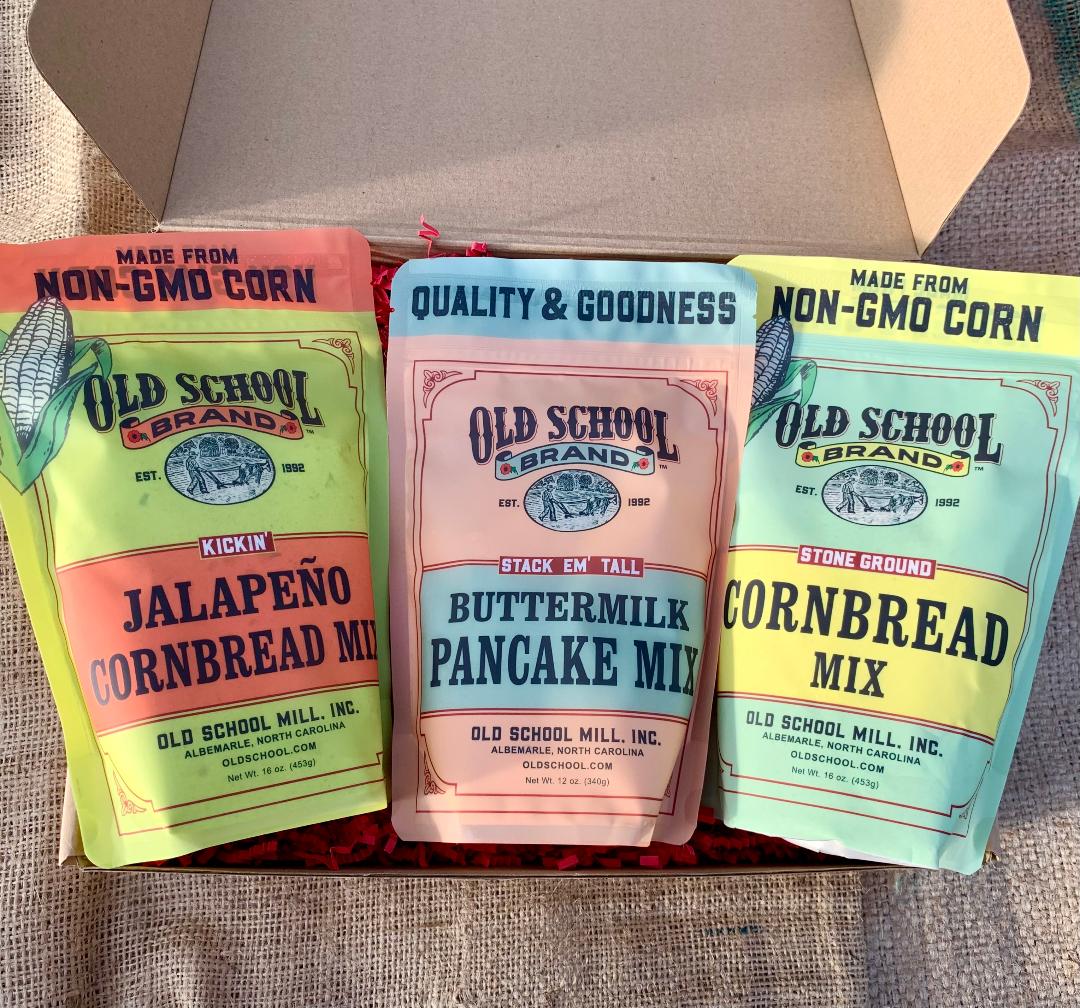 MADE FROM
NON-GMO CORN
OLD SCHOOL
BRAND
TM
EST. 1992
KICKIN'
JALAPEÑO
CORNBREAD MIX
OLD SCHOOL MILL, INC.
ALBEMARLE, NORTH CAROLINA
OLDSCHOOL.COM
Net Wt. 16 oz. (453g)
QUALITY & GOODNESS
OLD SCHOOL
BRAND
TM
EST. 1992
STACK EM' TALL
BUTTERMILK
PANCAKE MIX
OLD SCHOOL MILL, INC.
ALBEMARLE, NORTH CAROLINA
OLDSCHOOL.COM
Net Wt. 12 oz. (340g)
MADE FROM
NON-GMO CORN
OLD SCHOOL
BRAND
TM
EST. 1992
STONE GROUND
CORNBREAD
MIX
OLD SCHOOL MILL, INC.
ALBEMARLE, NORTH CAROLINA
OLDSCHOOL.COM
Net Wt. 16 oz. (453g)